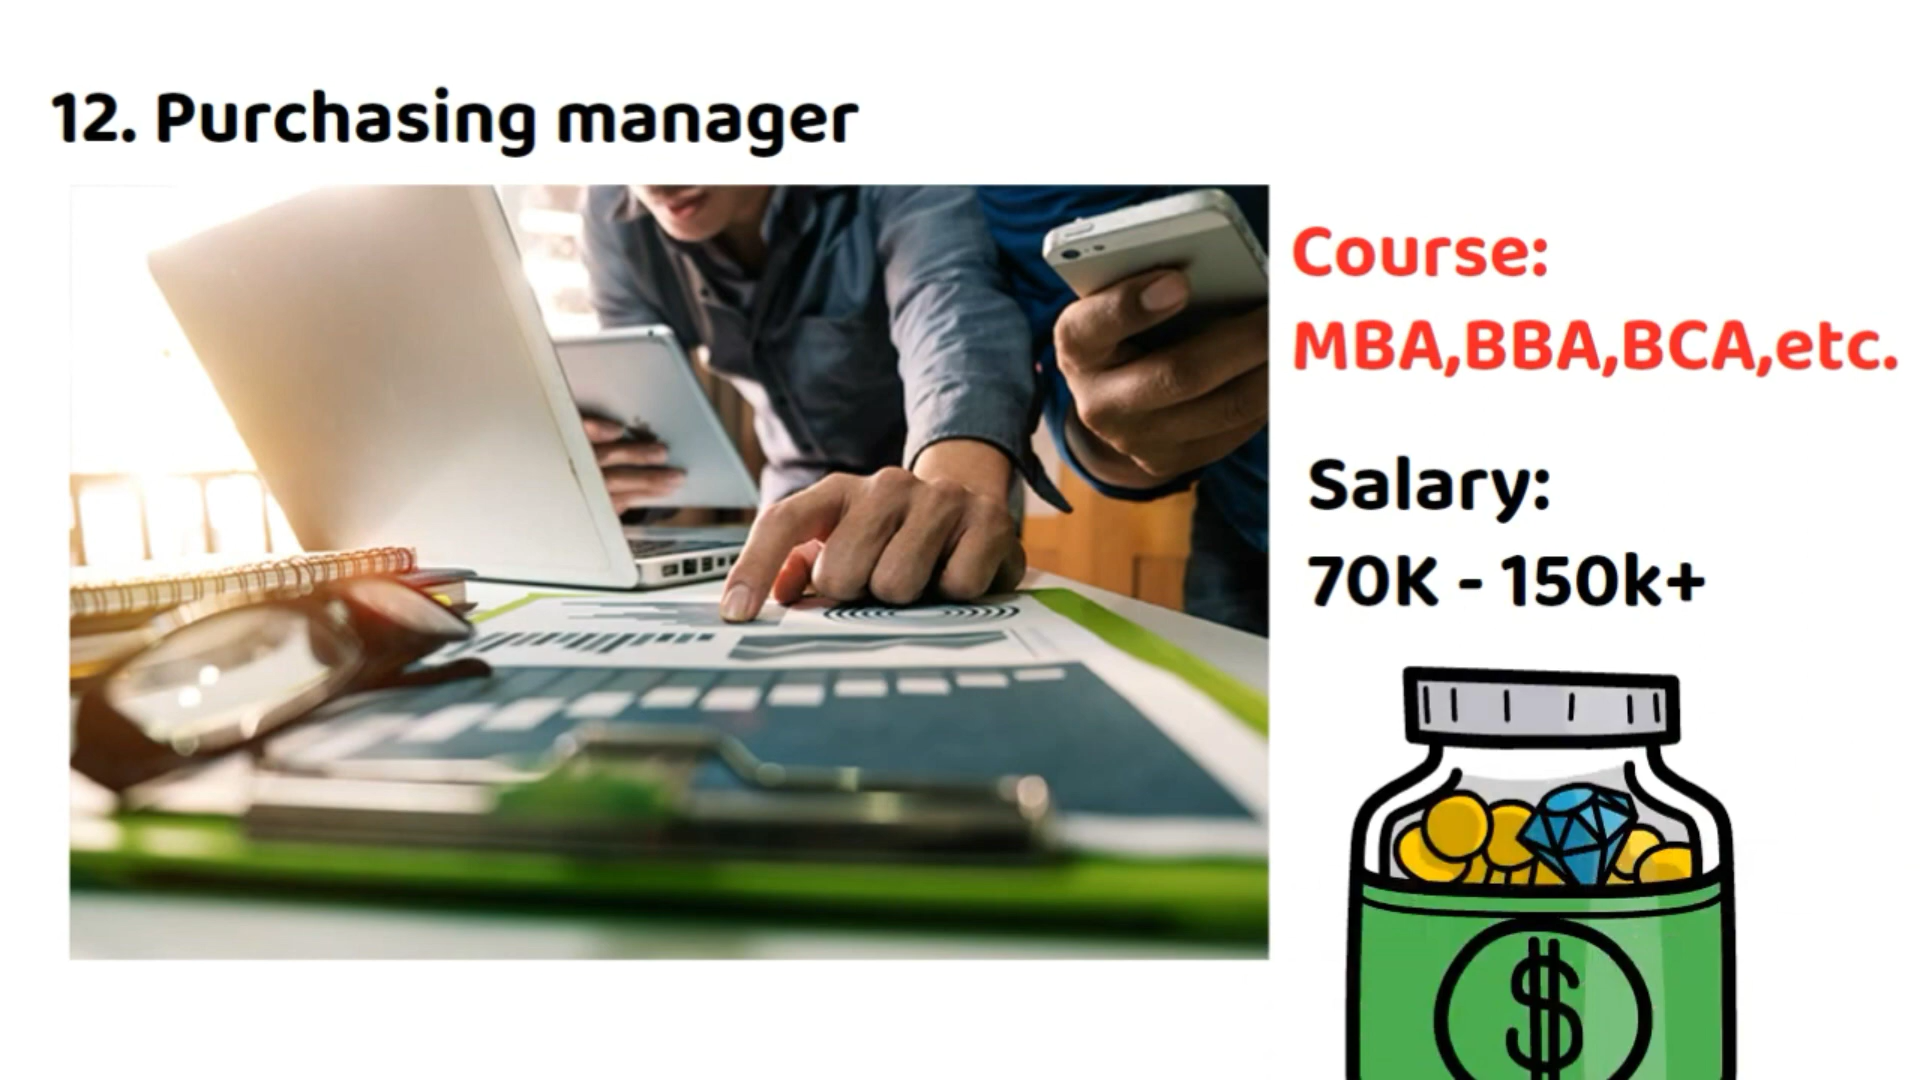 12. Purchasing manager
Course:
MBA,BBA,BCA,etc.
Salary:
70K - 150k+
$